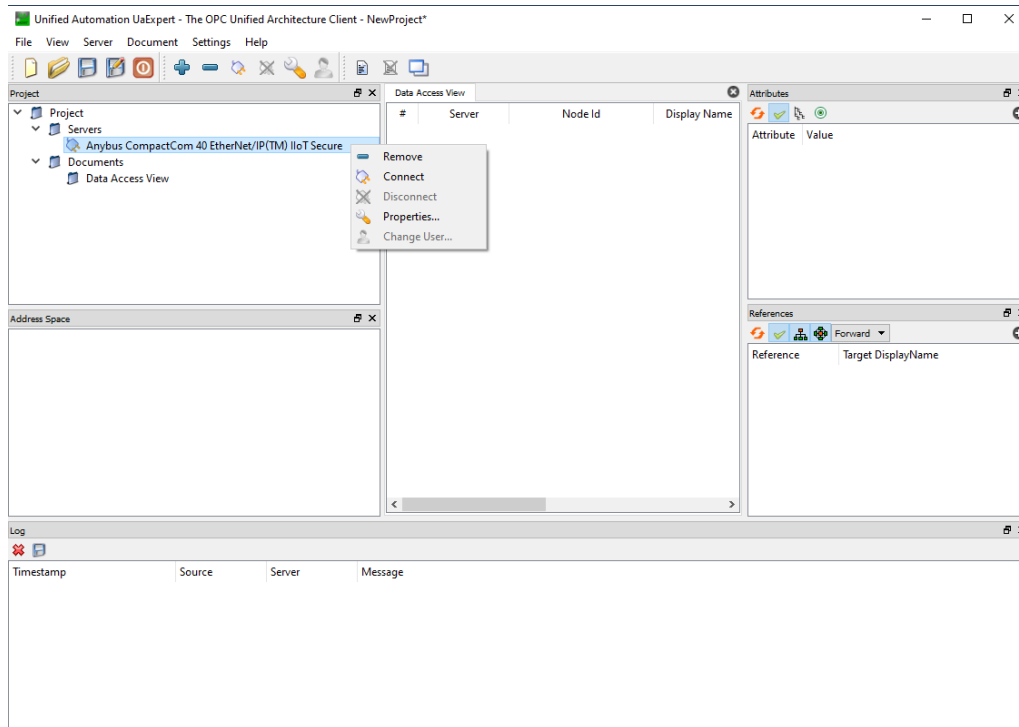 Unified Automation UaExpert - The OPC Unified Architecture Client - NewProject*
File View Server Document Settings Help
Project
Project
Servers
Anybus CompactCom 40 EtherNet/IP(TM) IIoT Secure
Documents
Data Access View
Remove
Connect
Disconnect
Properties...
Change User...
Data Access View
# Server Node Id Display Name
Attributes
Attribute Value
Address Space
References
Forward
Reference Target DisplayName
Log
Timestamp Source Server Message